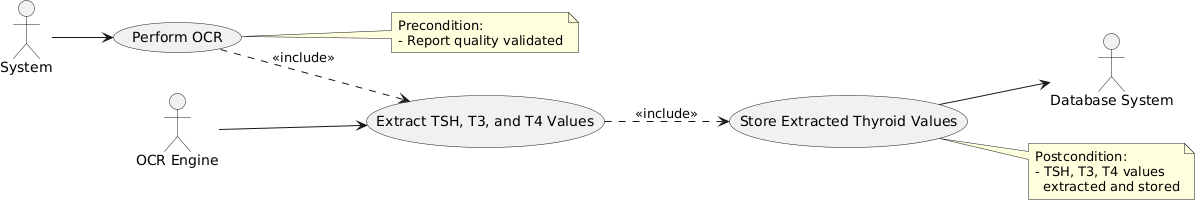 System
Perform OCR
Precondition:
- Report quality validated
«include»
OCR Engine
Extract TSH, T3, and T4 Values
«include»
Store Extracted Thyroid Values
Database System
Postcondition:
- TSH, T3, T4 values
extracted and stored